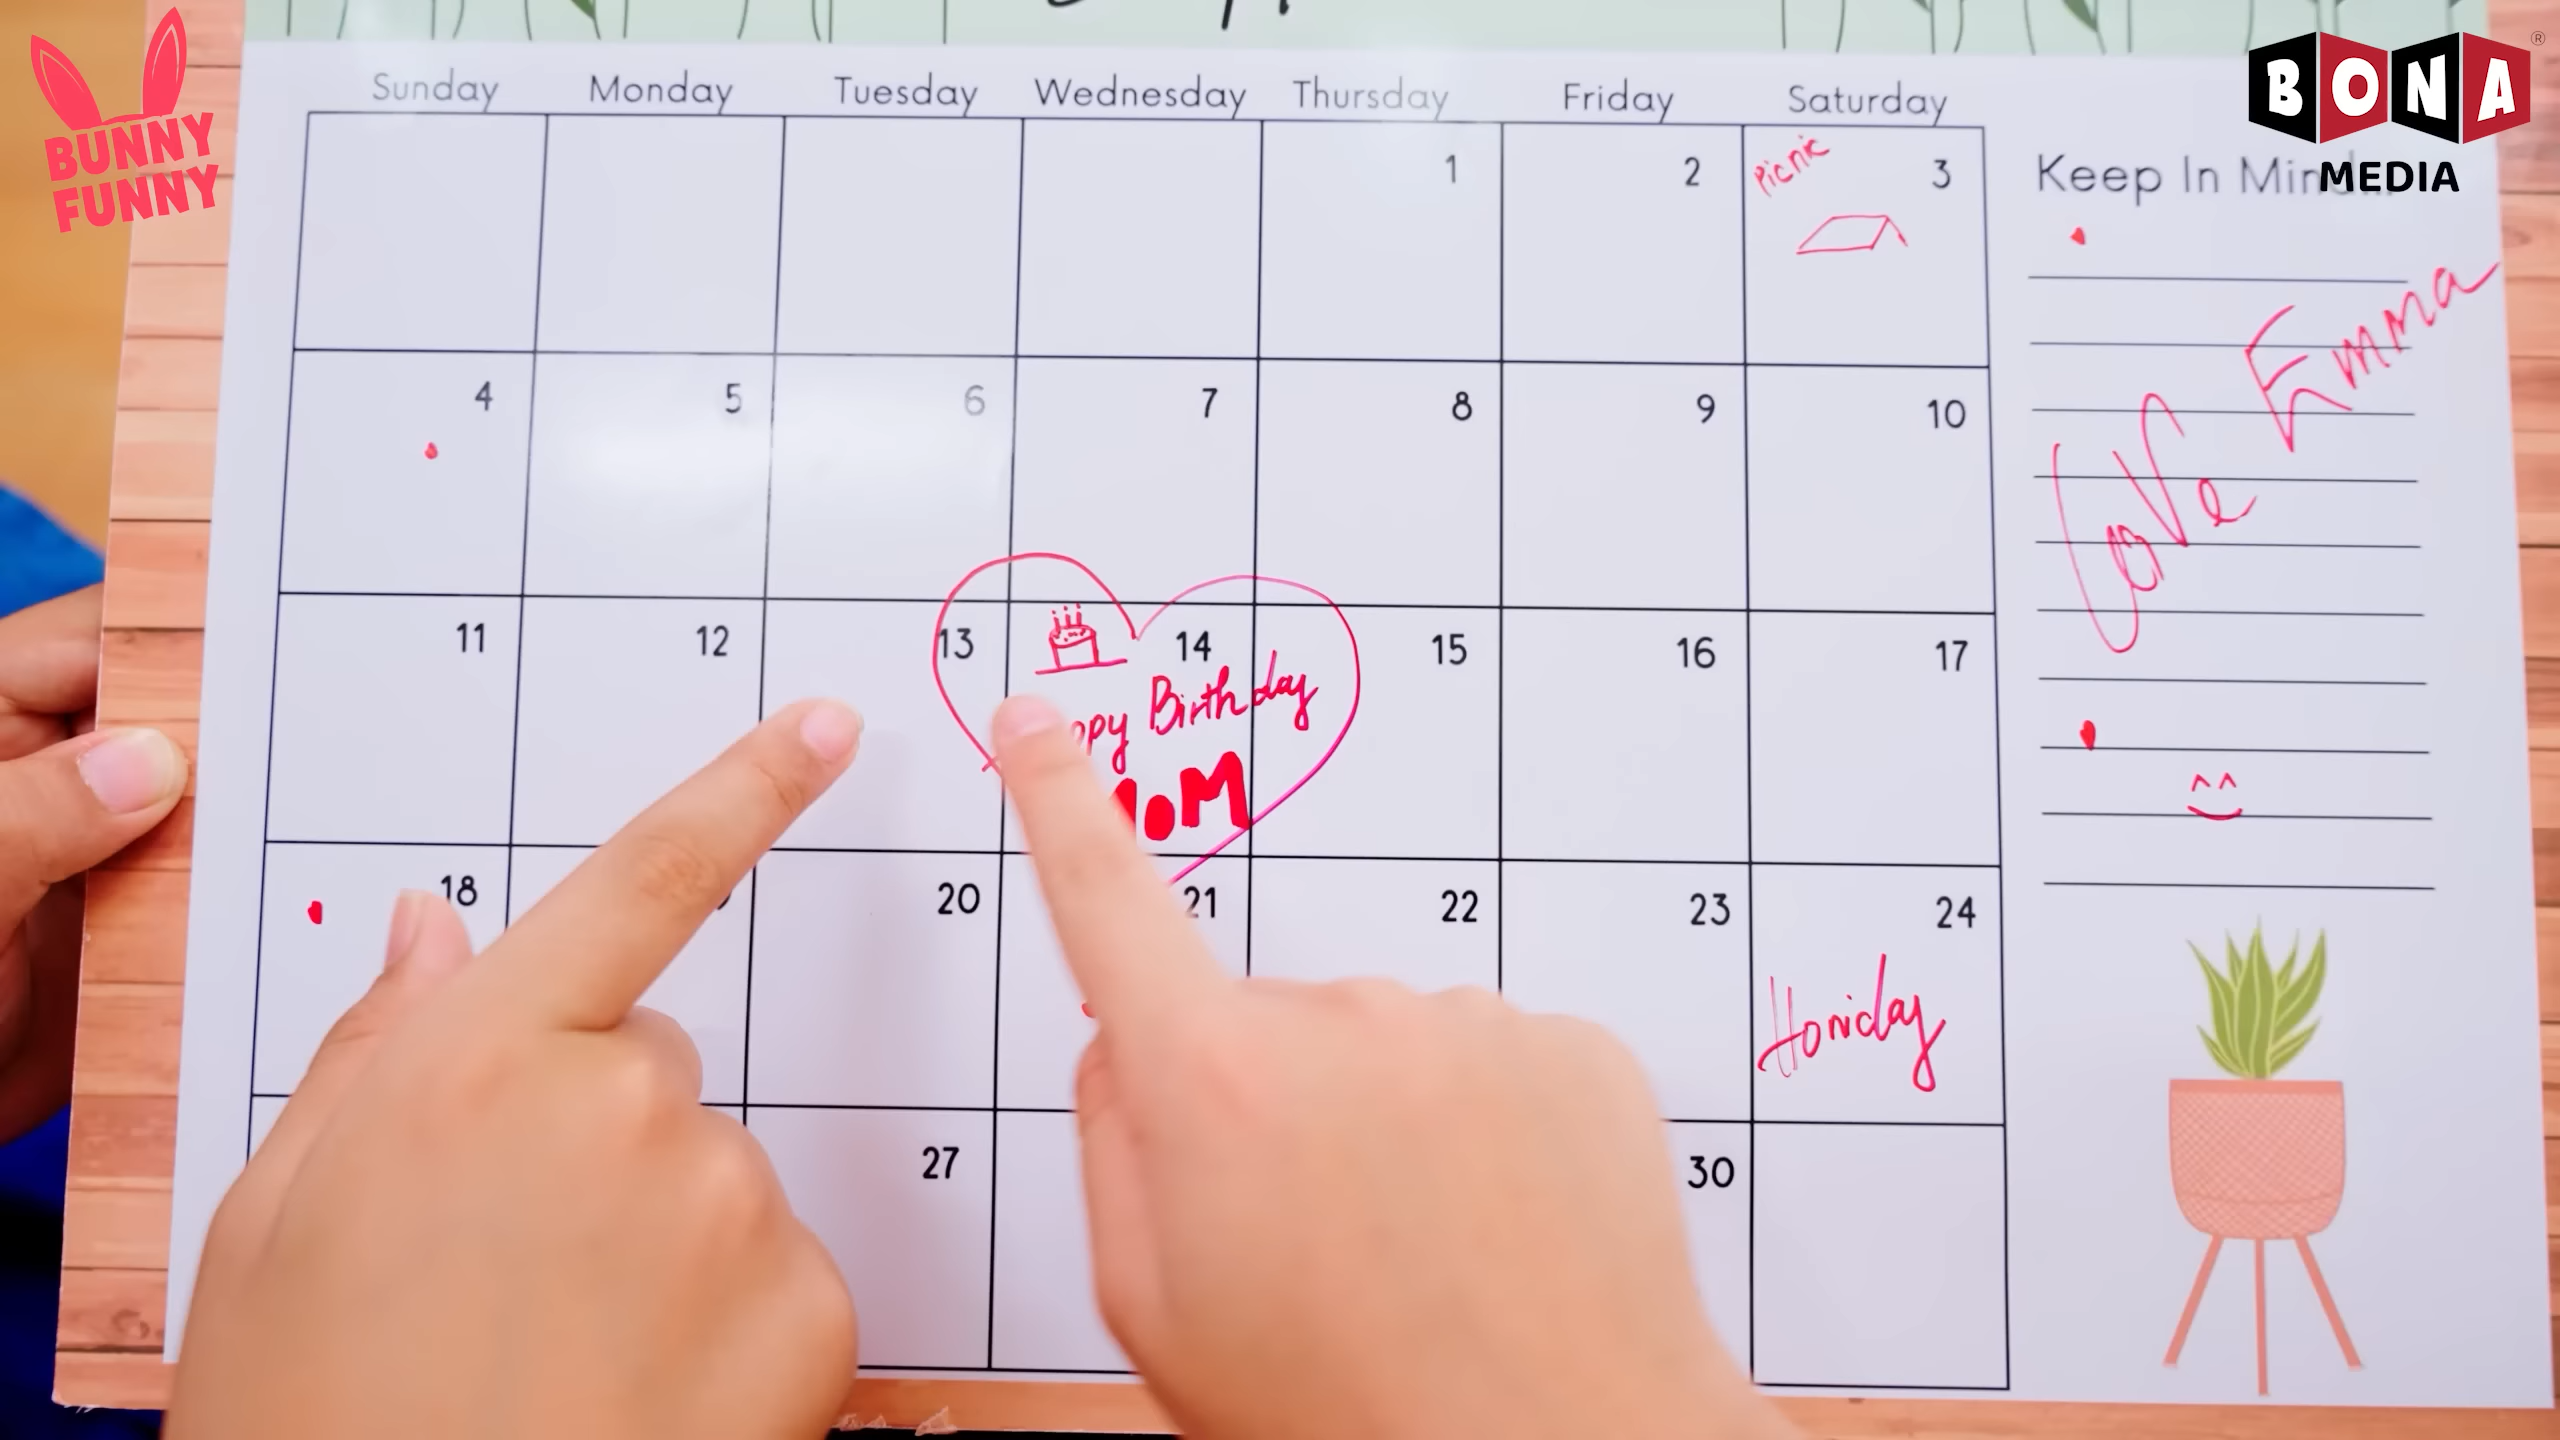 BUNNY
FUNNY
BONA
MEDIA
Sunday Monday Tuesday Wednesday Thursday Friday Saturday
Keep In
1 2 3
Picnic
4 5 6 7 8 9 10
11 12 13 14 15 16 17
Birthday
18 20 21 22 23 24
Honiday
27 30
Love Emma
^^